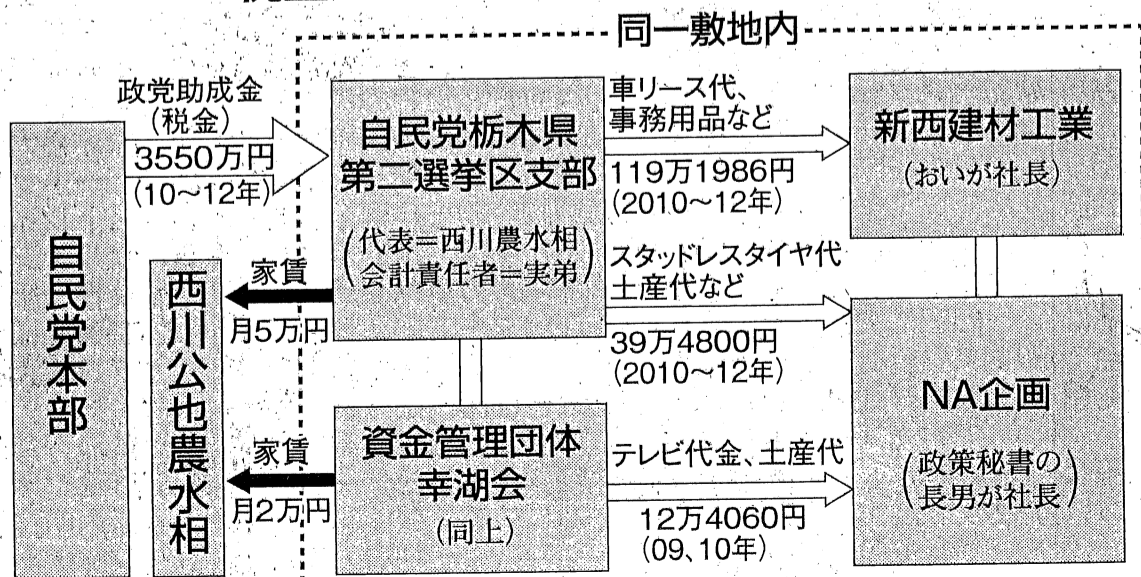 同一敷地内
政党助成金
(税金)
3550万円
(10～12年)
自民党本部
自民党栃木県
第二選挙区支部
(代表=西川農水相
会計責任者=実弟)
車リース代、
事務用品など
119万1986円
(2010～12年)
新西建材工業
(おいが社長)
家賃
月5万円
西川公也農水相
スタッドレスタイヤ代
土産代など
39万4800円
(2010～12年)
NA企画
(政策秘書の
長男が社長)
家賃
月2万円
資金管理団体
幸湖会
(同上)
テレビ代金、土産代
12万4060円
(09、10年)